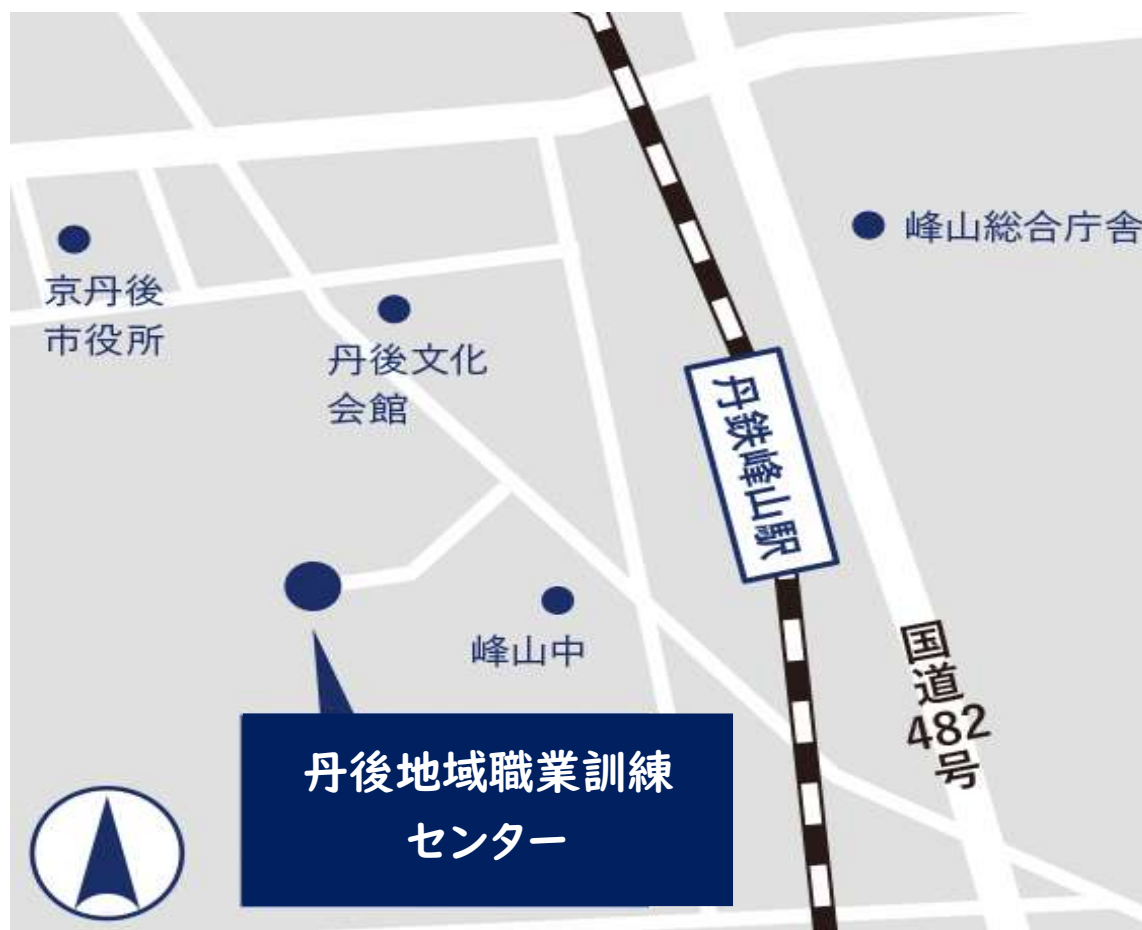 峰山総合庁舎
京丹後
市役所
丹後文化
会館
丹鉄峰山駅
峰山中
国道
482
号
丹後地域職業訓練
センター